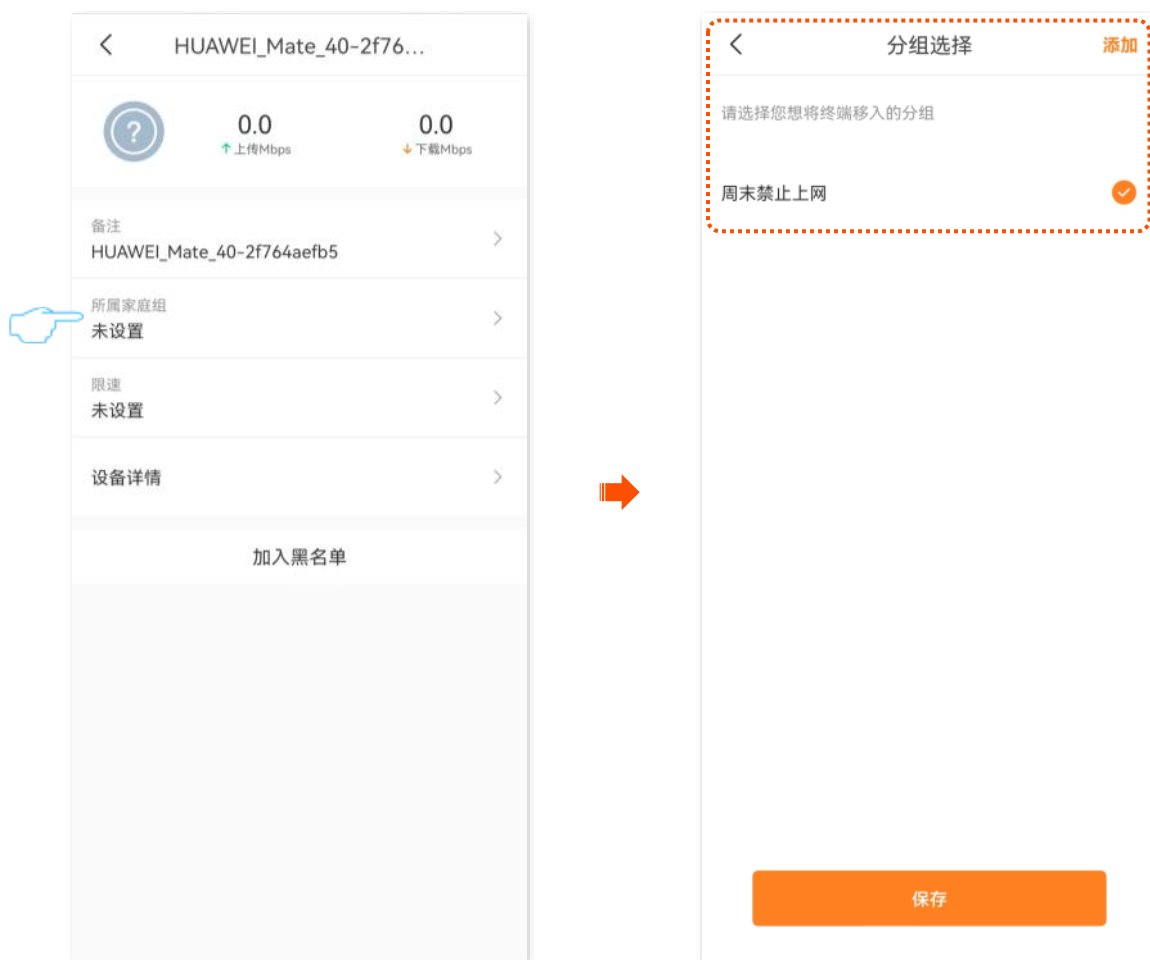 HUAWEI_Mate_40-2f76...
?
0.0
0.0
上传Mbps
下载Mbps
备注
HUAWEI_Mate_40-2f764aefb5
所属家庭组
未设置
限速
未设置
设备详情
加入黑名单
分组选择
添加
请选择您想将终端移入的分组
周末禁止上网
保存